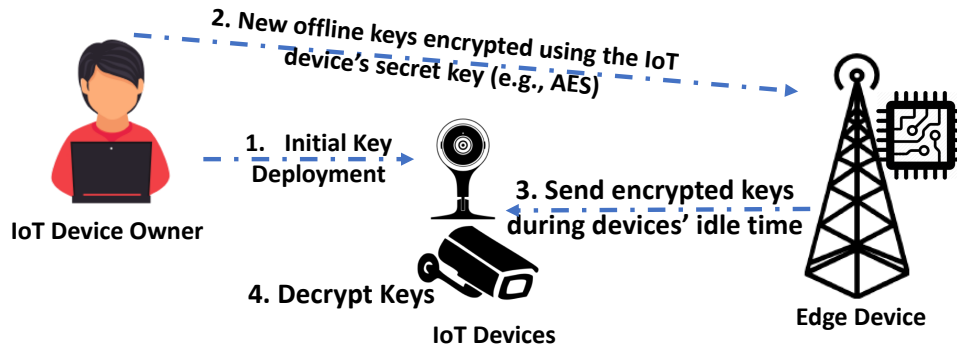 2. New offline keys encrypted using the IoT
device's secret key (e.g., AES)
1. Initial Key
Deployment
3. Send encrypted keys
during devices' idle time
IoT Device Owner
4. Decrypt Keys
IoT Devices
Edge Device